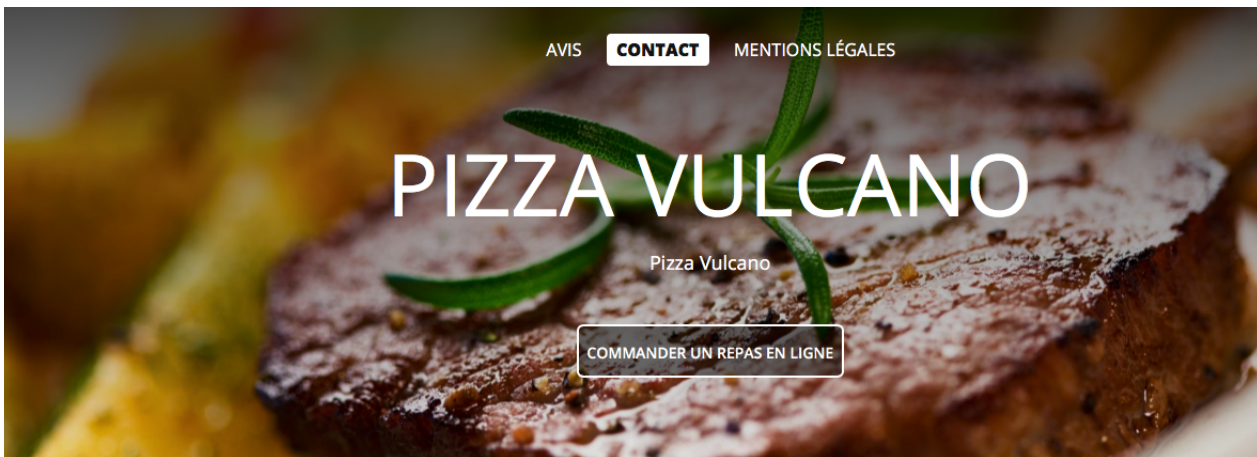 AVIS CONTACT MENTIONS LÉGALES
PIZZA VULCANO
Pizza Vulcano
COMMANDER UN REPAS EN LIGNE